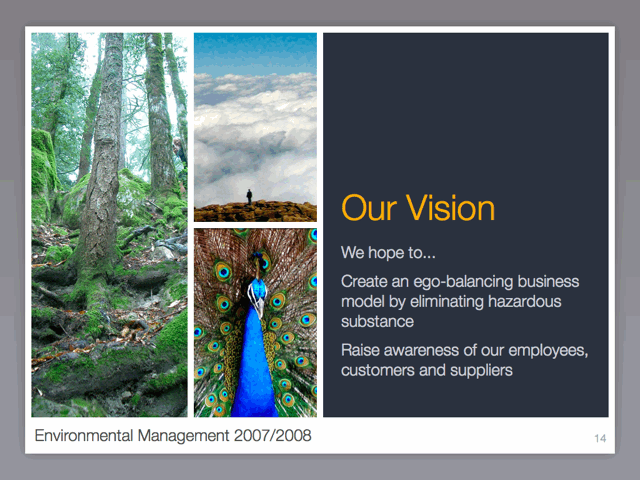 Our Vision
We hope to...
Create an ego-balancing business
model by eliminating hazardous
substance
Raise awareness of our employees,
customers and suppliers
Environmental Management 2007/2008
14